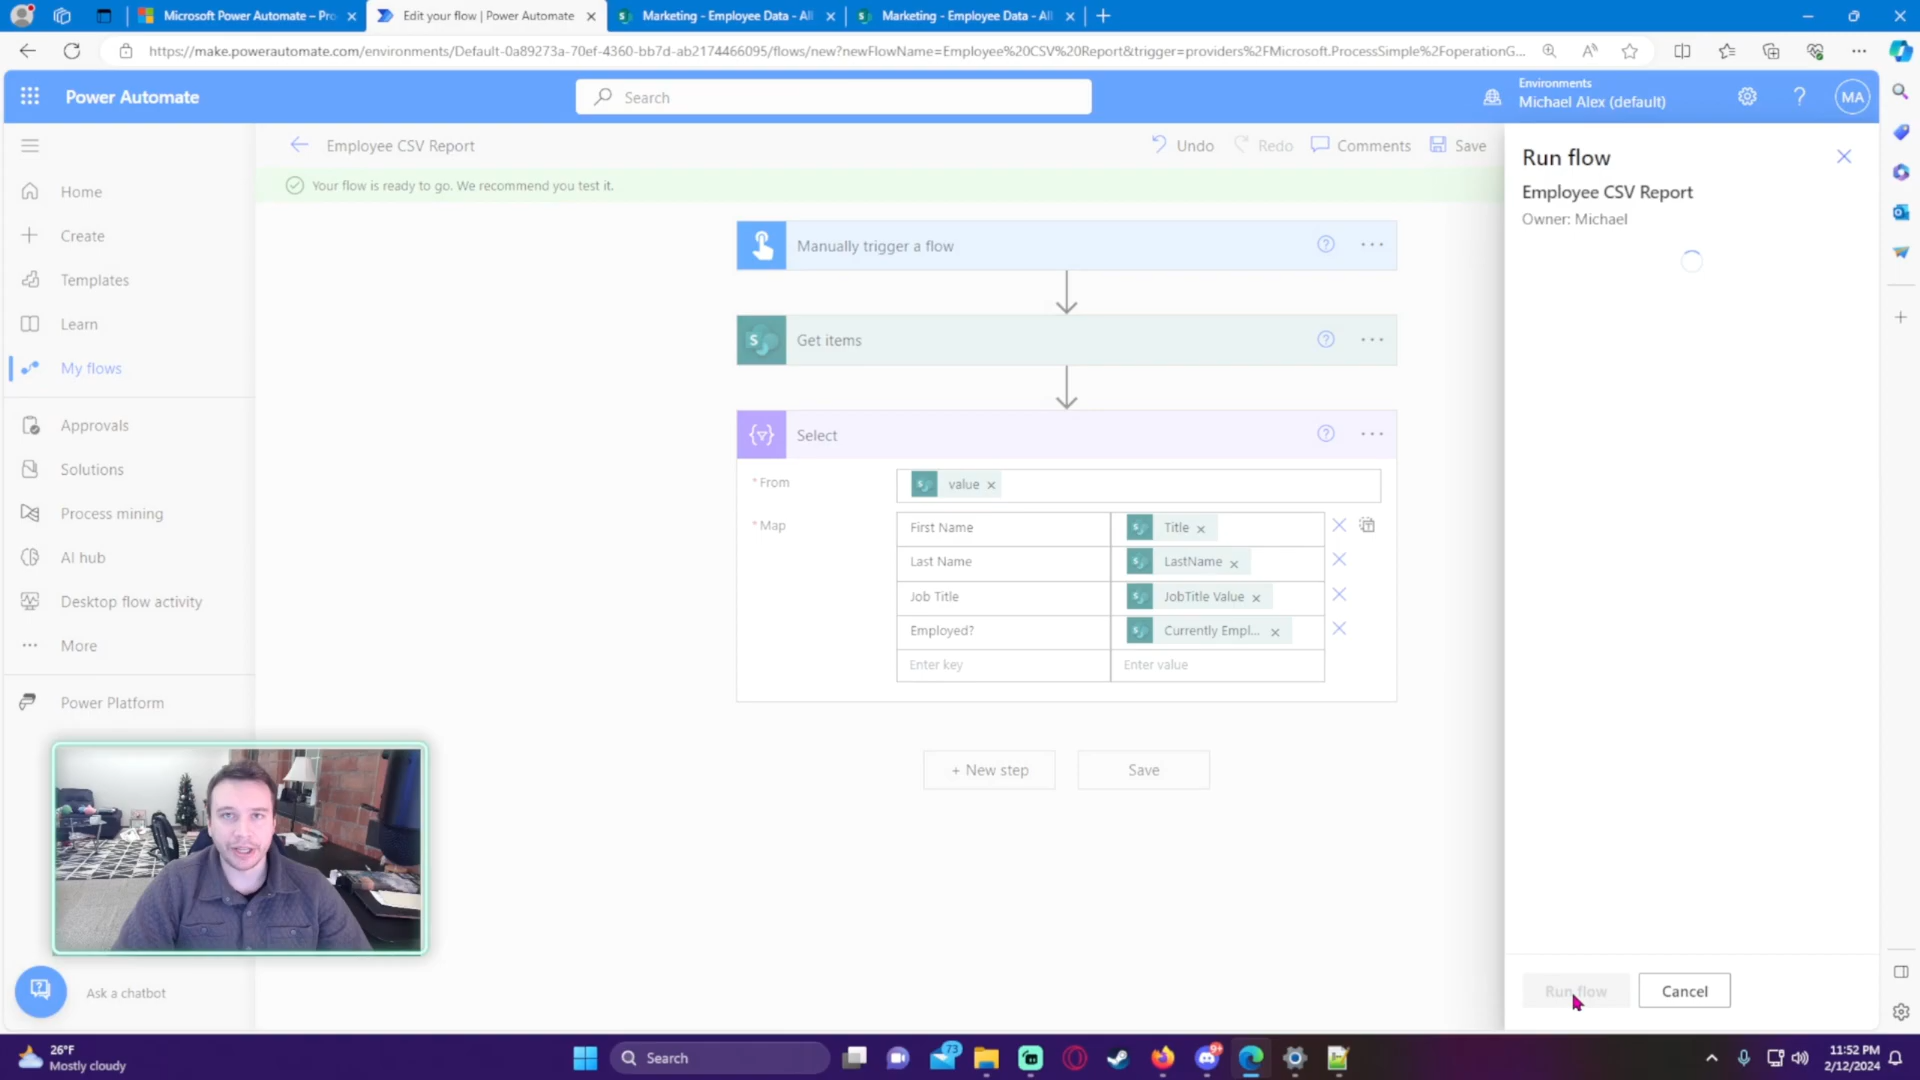 Microsoft Power Automate – Pro
Edit your flow | Power Automate
Marketing - Employee Data - All
Marketing - Employee Data - All
https://make.powerautomate.com/environments/Default-0a89273a-70ef-4360-bb7d-ab2174466095/flows/new?newFlowName=Employee%20CSV%20Report&trigger=providers%2FMicrosoft.ProcessSimple%2FoperationG...
Power Automate
Search
Environments
Michael Alex (default)
MA
Employee CSV Report
Undo
Redo
Comments
Save
Your flow is ready to go. We recommend you test it.
Home
Create
Templates
Learn
My flows
Approvals
Solutions
Process mining
AI hub
Desktop flow activity
More
Power Platform
Ask a chatbot
Manually trigger a flow
Get items
Select
* From
value
* Map
First Name
Title
Last Name
LastName
Job Title
JobTitle Value
Employed?
Currently Empl...
Enter key
Enter value
+ New step
Save
Run flow
Employee CSV Report
Owner: Michael
Run flow
Cancel
26°F
Mostly cloudy
Search
73
9+
11:52 PM
2/12/2024